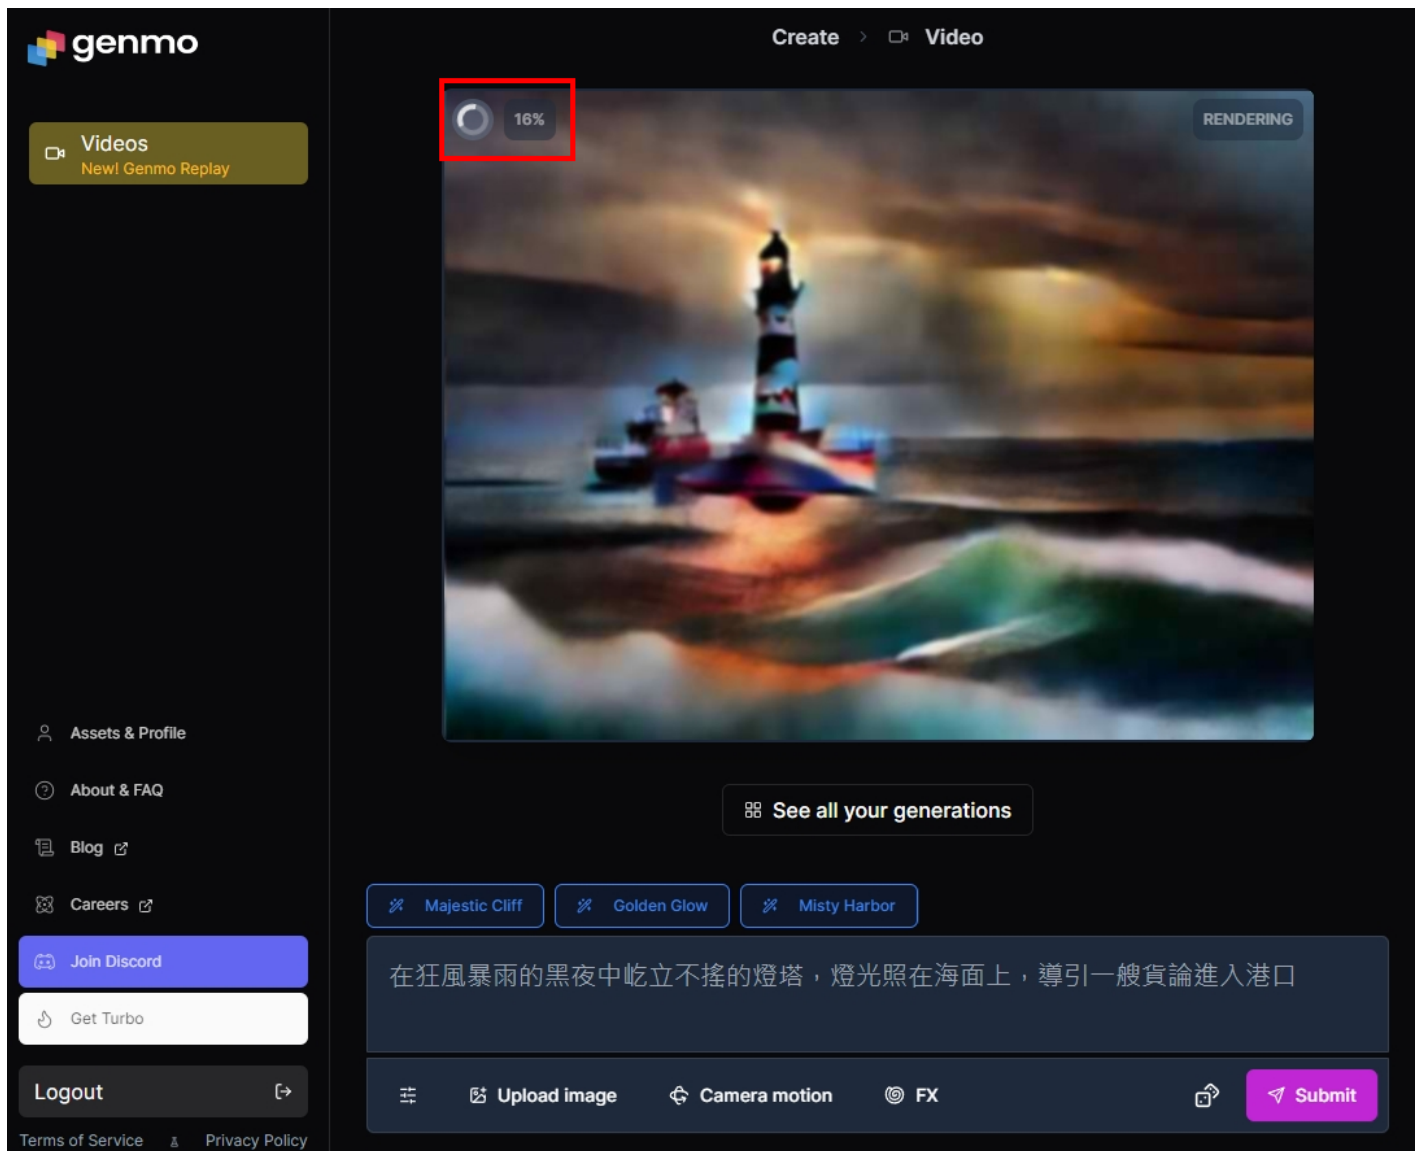 genmo
Create > Video
Videos
New! Genmo Replay
16%
RENDERING
Assets & Profile
About & FAQ
See all your generations
Blog
Careers
Majestic Cliff
Golden Glow
Misty Harbor
Join Discord
在狂風暴雨的黑夜中屹立不搖的燈塔，燈光照在海面上，導引一艘貨論進入港口
Get Turbo
Logout
Upload image
Camera motion
FX
Submit
Terms of Service
Privacy Policy